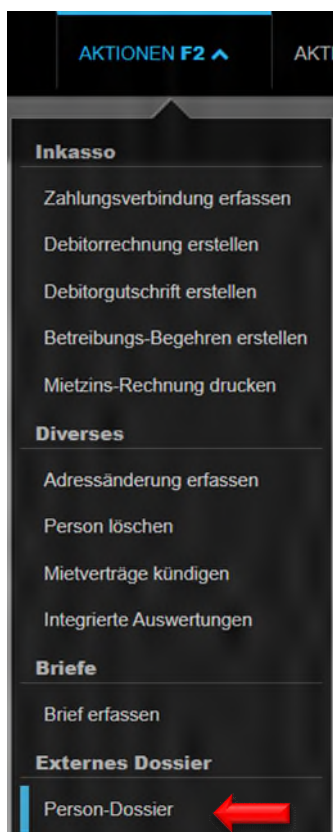 AKTIONEN F2
Inkasso
Zahlungsverbindung erfassen
Debitorrechnung erstellen
Debitorgutschrift erstellen
Betreibungs-Begehren erstellen
Mietzins-Rechnung drucken
Diverses
Adressänderung erfassen
Person löschen
Mietverträge kündigen
Integrierte Auswertungen
Briefe
Brief erfassen
Externes Dossier
Person-Dossier